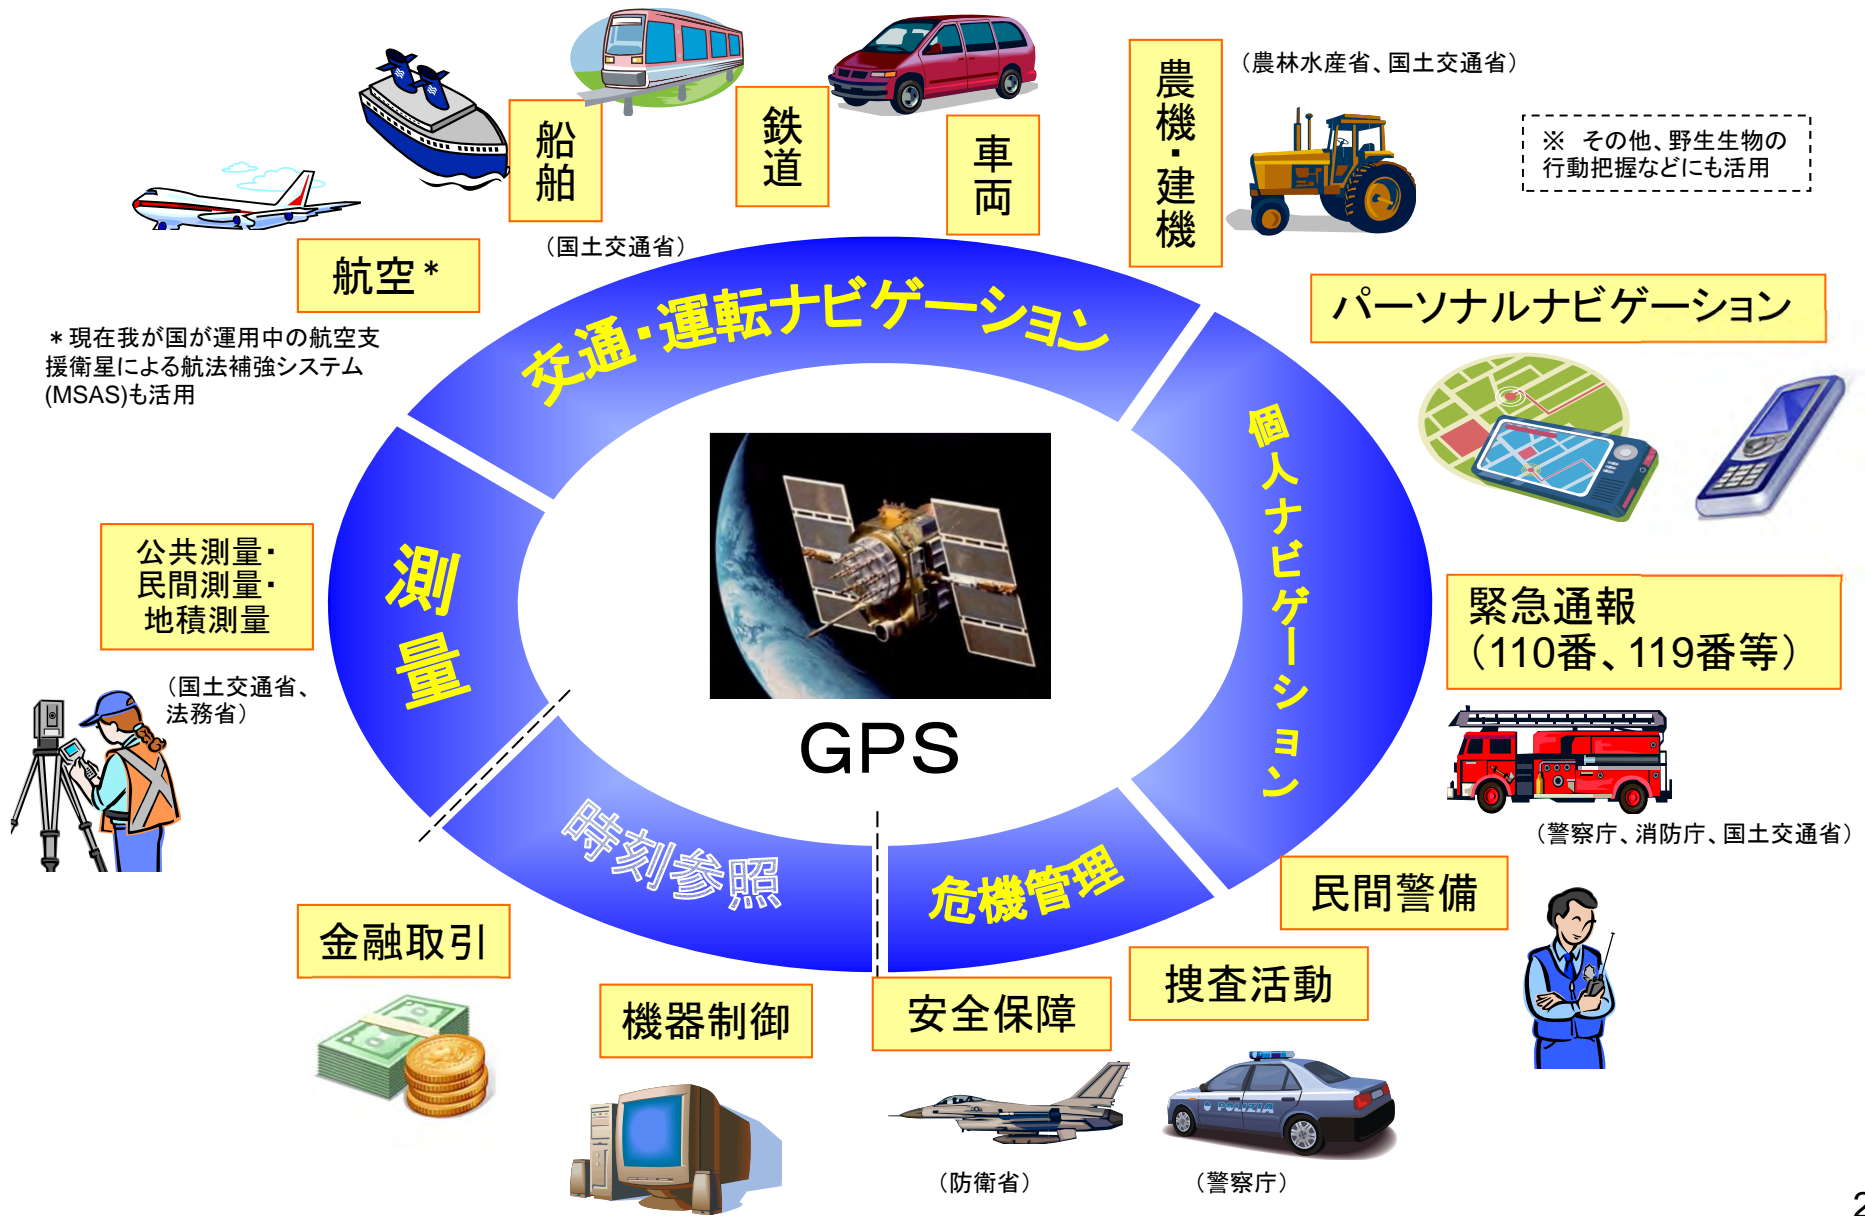 船舶
鉄道
車両
農機・建機
（農林水産省、国土交通省）
※ その他、野生生物の
行動把握などにも活用
（国土交通省）
航空*
*現在我が国が運用中の航空支
援衛星による航法補強システム
(MSAS)も活用
交通・運転ナビゲーション
パーソナルナビゲーション
個人ナビゲーション
公共測量・
民間測量・
地積測量
（国土交通省、
法務省）
測量
GPS
緊急通報
（110番、119番等）
（警察庁、消防庁、国土交通省）
時刻参照
危機管理
民間警備
金融取引
機器制御
安全保障
捜査活動
POLIZIA
（防衛省）
（警察庁）
2